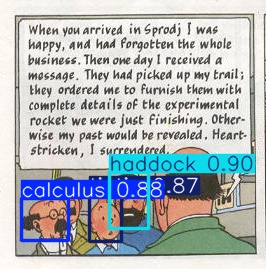 When you arrived in Sprodj I was
happy, and had forgotten the whole
business. Then one day I received a
message. They had picked up my trail;
they ordered me to furnish them with
complete details of the experimental
rocket we were just finishing. Other-
wise my past would be revealed. Heart-
stricken, I surrendered.
haddock 0.90
calculus 0.88
0.87